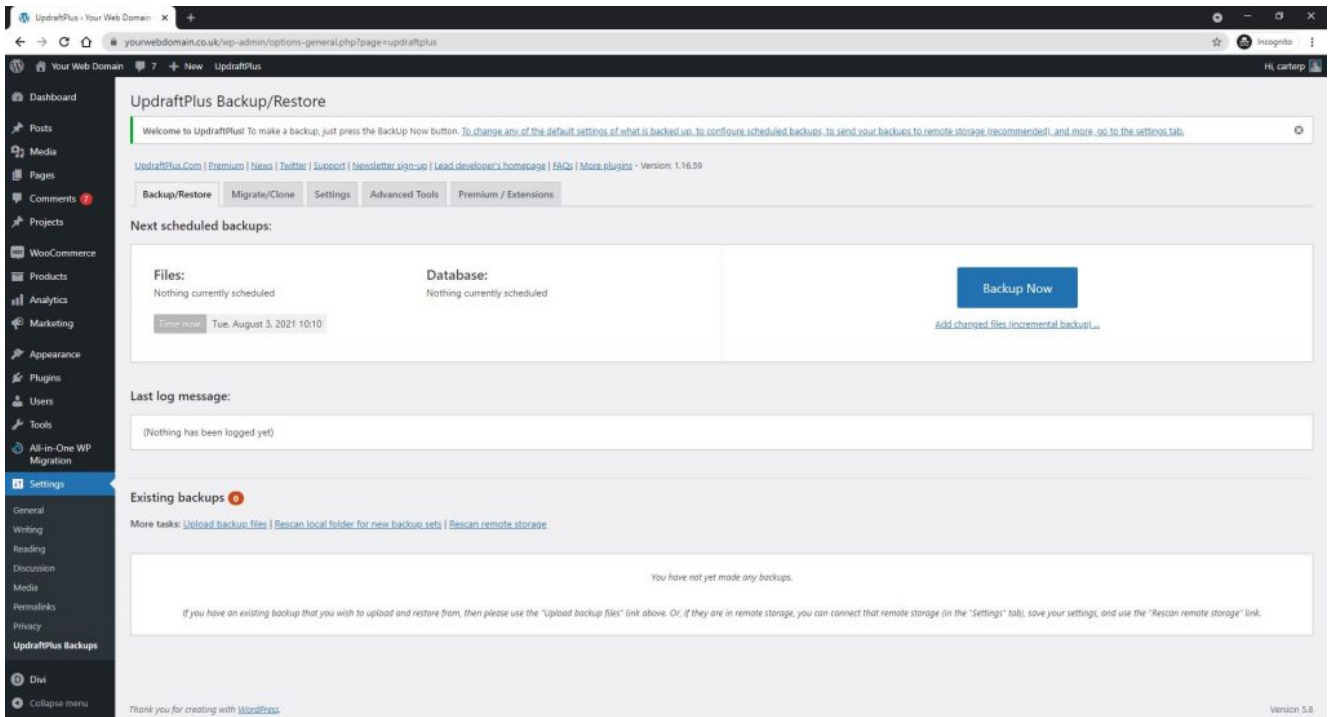 UpdraftPlus ‹ Your Web Domain
yourwebdomain.co.uk/wp-admin/options-general.php?page=updraftplus
Incognito
Your Web Domain 7 + New UpdraftPlus
Hi, carterp
Dashboard
Posts
Media
Pages
Comments 7
Projects
WooCommerce
Products
Analytics
Marketing
Appearance
Plugins
Users
Tools
All-in-One WP
Migration
Settings
General
Writing
Reading
Discussion
Media
Permalinks
Privacy
UpdraftPlus Backups
Divi
Collapse menu
UpdraftPlus Backup/Restore
Welcome to UpdraftPlus! To make a backup, just press the BackUp Now button. To change any of the default settings of what is backed up, to configure scheduled backups, to send your backups to remote storage (recommended), and more, go to the settings tab.
UpdraftPlus.Com | Premium | News | Twitter | Support | Newsletter sign-up | Lead developer's homepage | FAQs | More plugins - Version: 1.16.59
Backup/Restore Migrate/Clone Settings Advanced Tools Premium / Extensions
Next scheduled backups:
Files: Database:
Nothing currently scheduled Nothing currently scheduled
Time now: Tue, August 3, 2021 10:10
Backup Now
Add changed files (incremental backup) ...
Last log message:
(Nothing has been logged yet)
Existing backups 0
More tasks: Upload backup files | Rescan local folder for new backup sets | Rescan remote storage
You have not yet made any backups.
If you have an existing backup that you wish to upload and restore from, then please use the "Upload backup files" link above. Or, if they are in remote storage, you can connect that remote storage (in the "Settings" tab), save your settings, and use the "Rescan remote storage" link.
Thank you for creating with WordPress.
Version 5.8